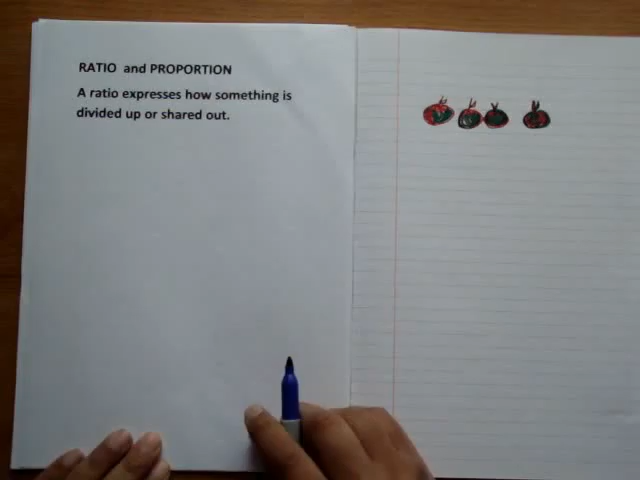 RATIO and PROPORTION
A ratio expresses how something is
divided up or shared out.